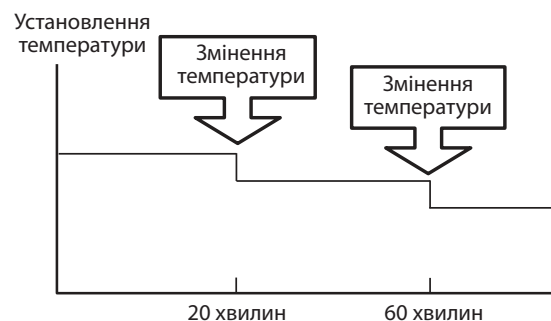 Установлення
температури
Змінення
температури
Змінення
температури
20 хвилин
60 хвилин